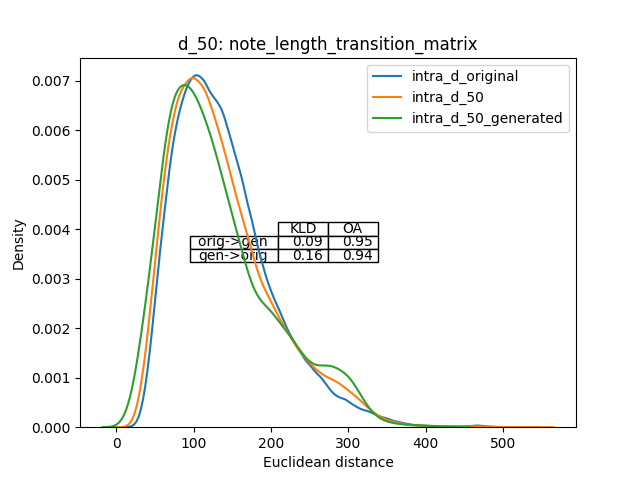 d_50: note_length_transition_matrix
intra_d_original
intra_d_50
intra_d_50_generated
0.007
0.006
0.005
0.004
0.003
0.002
0.001
0.000
Density
KLD OA
orig->gen 0.09 0.95
gen->orig 0.16 0.94
0 100 200 300 400 500
Euclidean distance